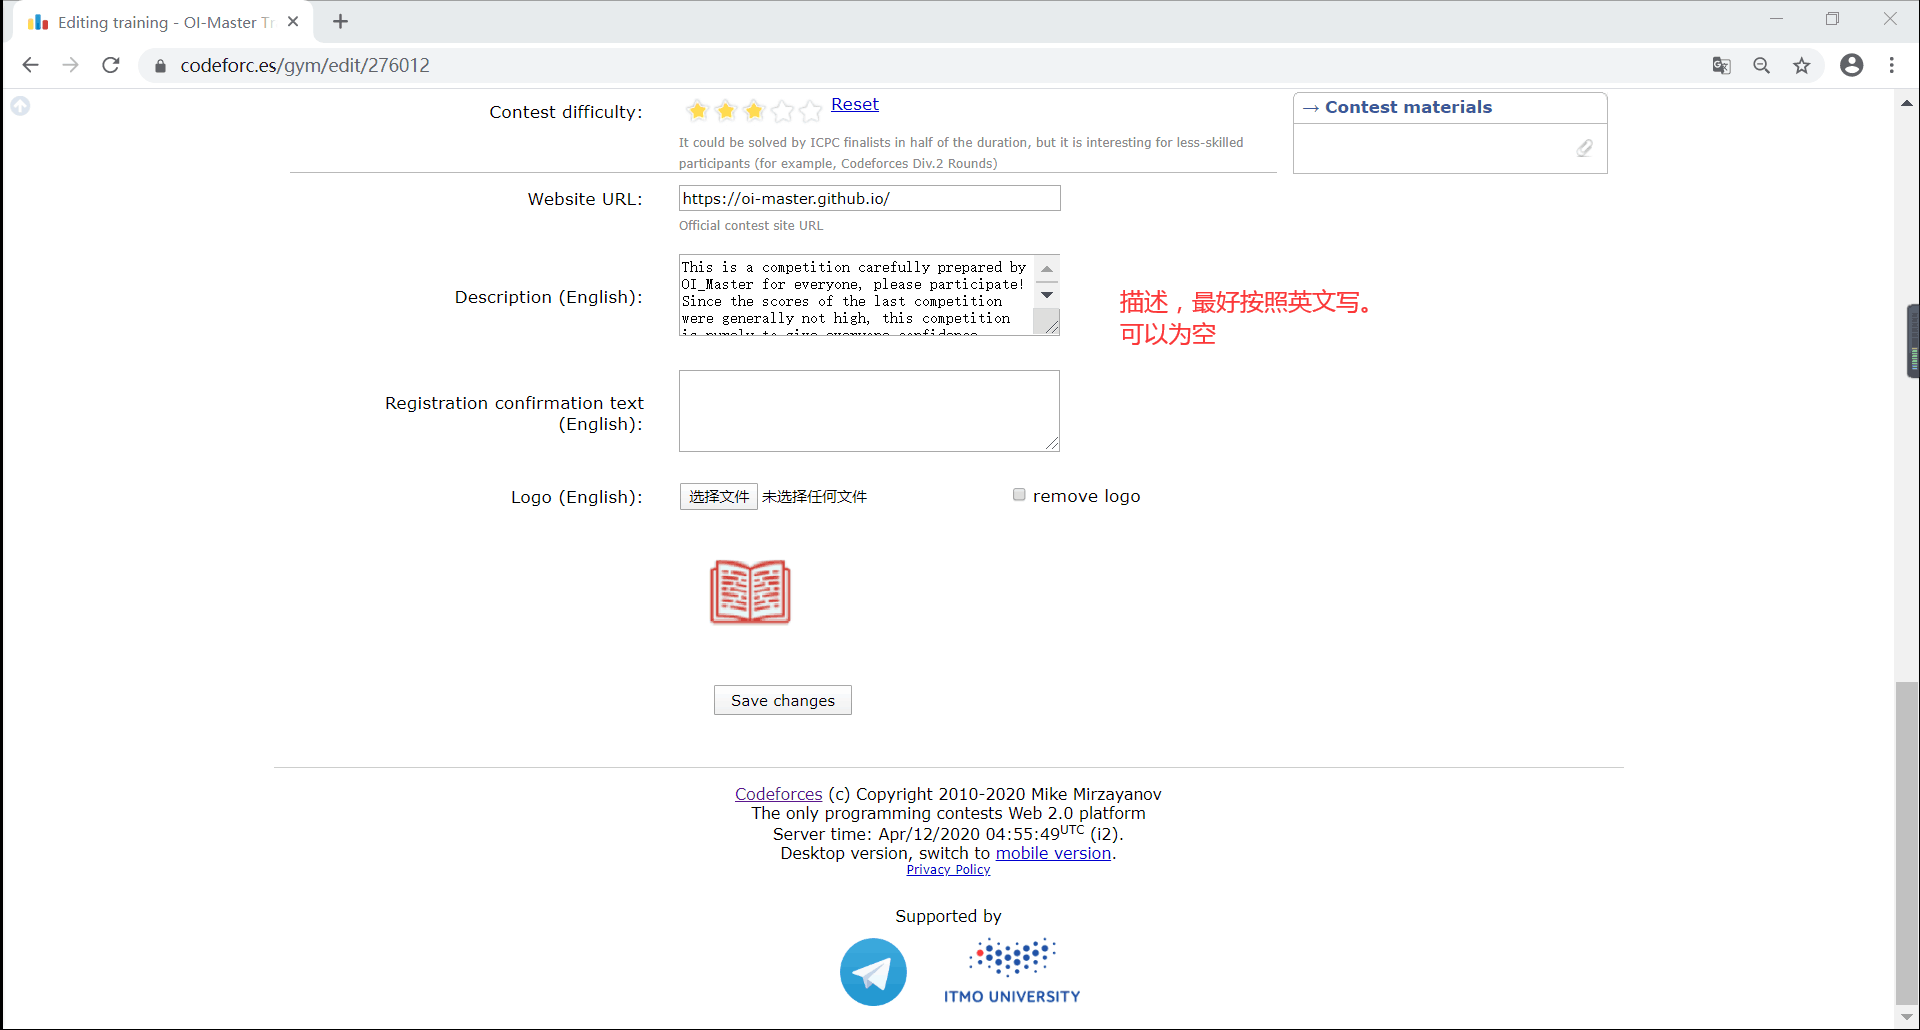 Editing training - OI-Master Tr
codeforc.es/gym/edit/276012
Contest difficulty:
Reset
It could be solved by ICPC finalists in half of the duration, but it is interesting for less-skilled
participants (for example, Codeforces Div.2 Rounds)
→ Contest materials
Website URL:
https://oi-master.github.io/
Official contest site URL
Description (English):
This is a competition carefully prepared by
OI_Master for everyone, please participate!
Since the scores of the last competition
were generally not high, this competition
is purely to give everyone confidence
描述，最好按照英文写。
可以为空
Registration confirmation text
(English):
Logo (English):
选择文件 未选择任何文件
remove logo
Save changes
Codeforces (c) Copyright 2010-2020 Mike Mirzayanov
The only programming contests Web 2.0 platform
Server time: Apr/12/2020 04:55:49UTC (i2).
Desktop version, switch to mobile version.
Privacy Policy
Supported by
ITMO UNIVERSITY